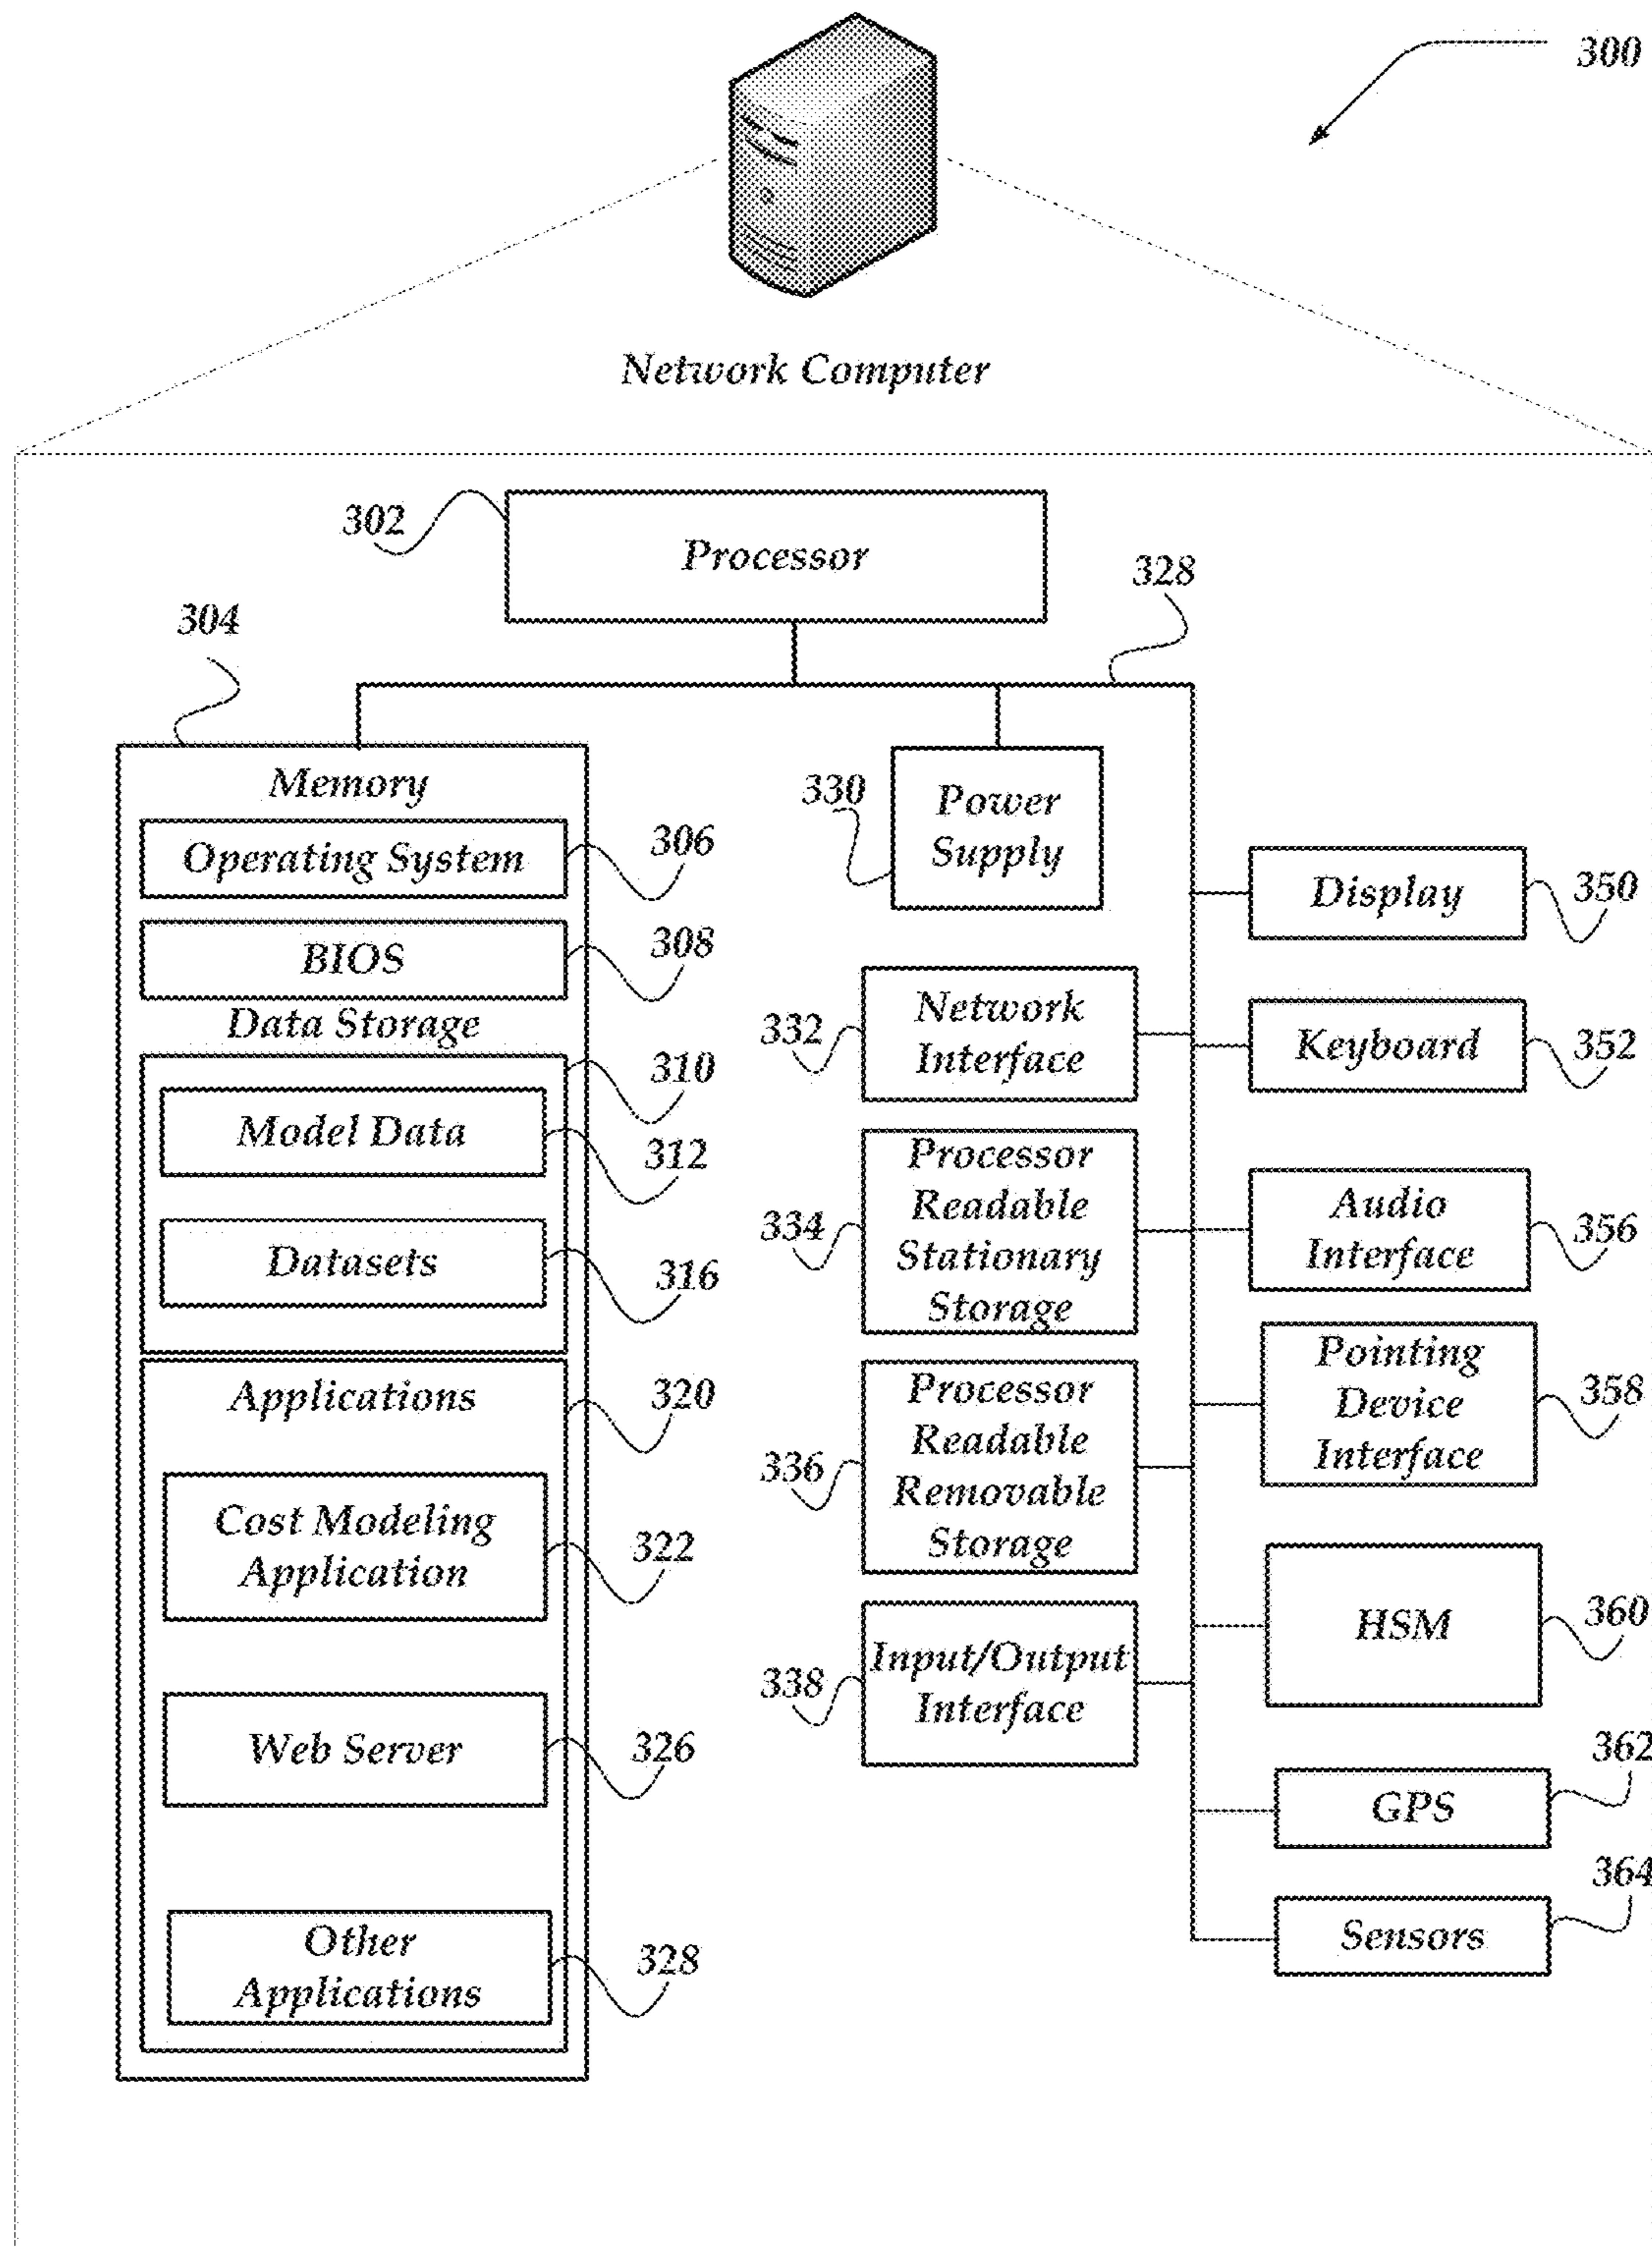 300
Network Computer
302
Processor
328
304
Memory
Operating System
306
BIOS
308
Data Storage
310
Model Data
312
Datasets
316
Applications
320
Cost Modeling
Application
322
Web Server
326
Other
Applications
328
330
Power
Supply
332
Network
Interface
334
Processor
Readable
Stationary
Storage
336
Processor
Readable
Removable
Storage
338
Input/Output
Interface
Display
350
Keyboard
352
Audio
Interface
356
Pointing
Device
Interface
358
HSM
360
GPS
362
Sensors
364